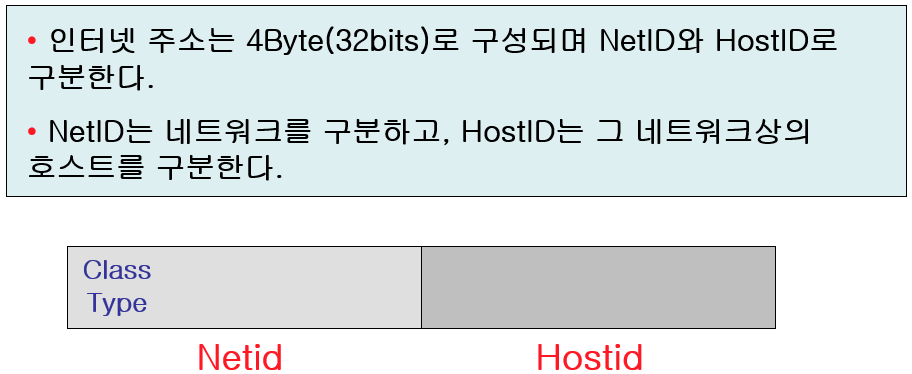 • 인터넷 주소는 4Byte(32bits)로 구성되며 NetID와 HostID로
구분한다.
• NetID는 네트워크를 구분하고, HostID는 그 네트워크상의
호스트를 구분한다.
Class
Type
Netid
Hostid